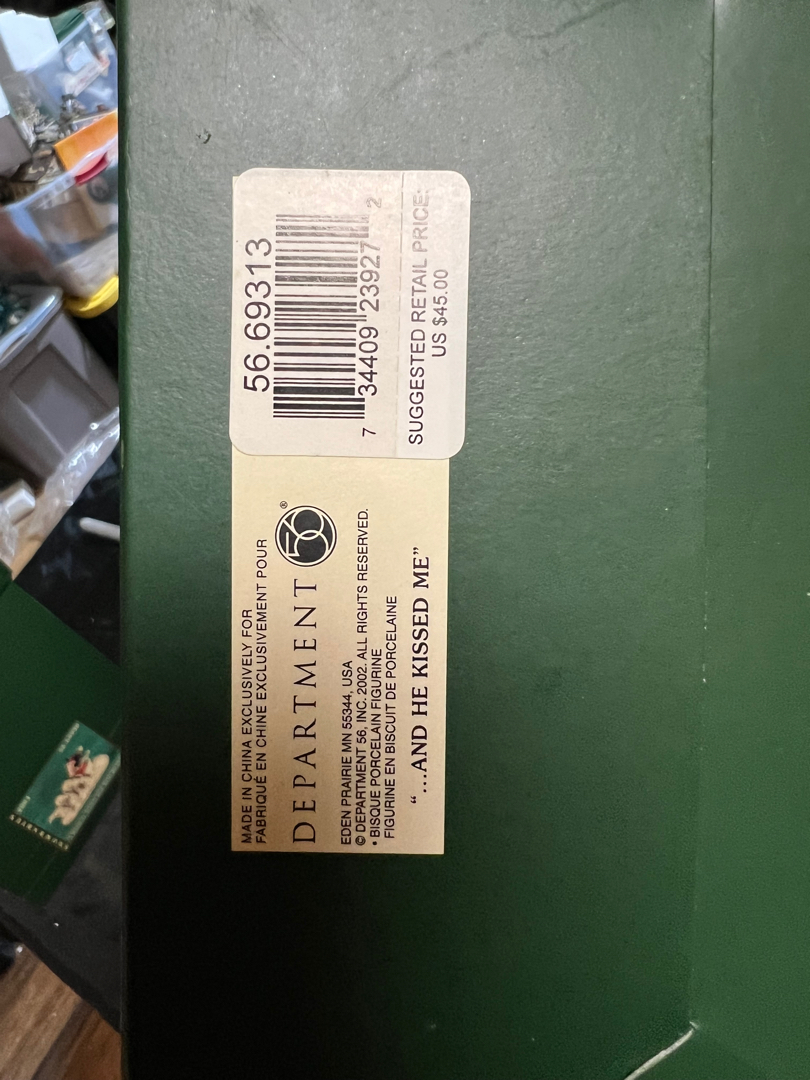 56.69313
7 34409 23927 2
SUGGESTED RETAIL PRICE:
US $45.00
MADE IN CHINA EXCLUSIVELY FOR
FABRIQUÉ EN CHINE EXCLUSIVEMENT POUR
DEPARTMENT 56®
EDEN PRAIRIE MN 55344, USA
© DEPARTMENT 56, INC. 2002. ALL RIGHTS RESERVED.
• BISQUE PORCELAIN FIGURINE
FIGURINE EN BISCUIT DE PORCELAINE
“...AND HE KISSED ME”